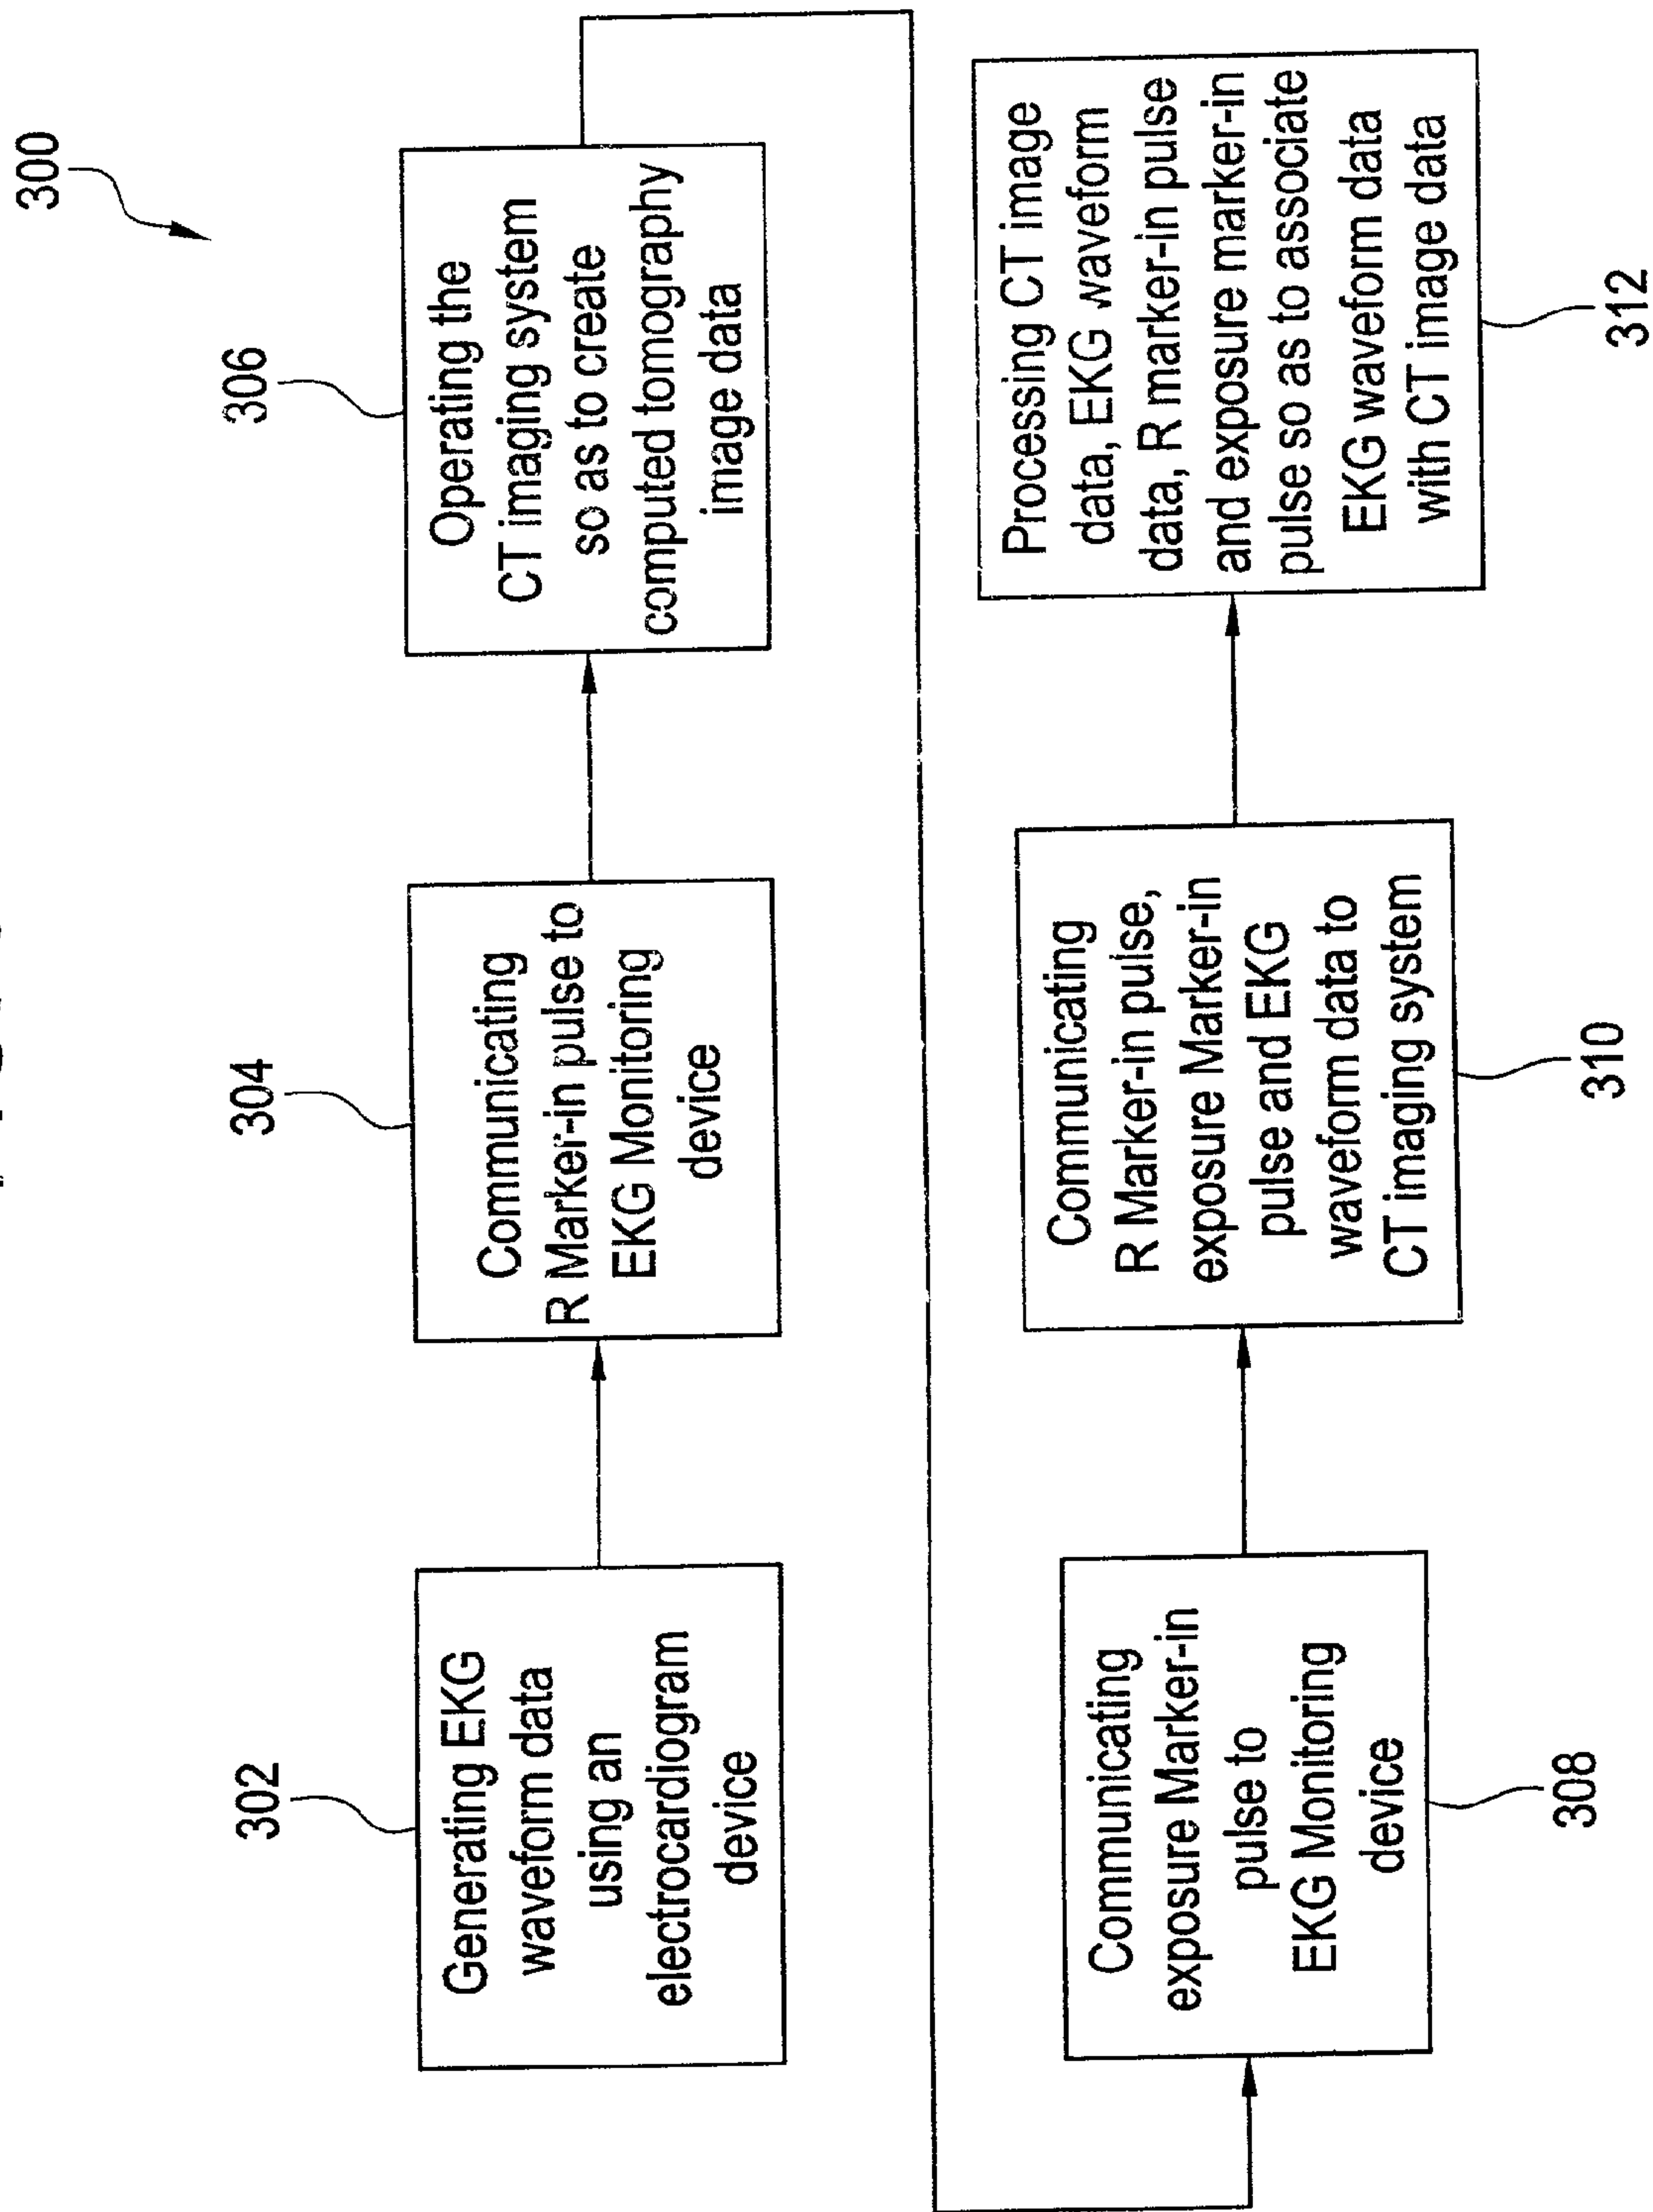 300
302
Generating EKG
waveform data
using an
electrocardiogram
device
304
Communicating
R Marker-in pulse to
EKG Monitoring
device
306
Operating the
CT imaging system
so as to create
computed tomography
image data
Communicating
exposure Marker-in
pulse to
EKG Monitoring
device
308
Communicating
R Marker-in pulse,
exposure Marker-in
pulse and EKG
waveform data to
CT imaging system
310
Processing CT image
data, EKG waveform
data, R marker-in pulse
and exposure marker-in
pulse so as to associate
EKG waveform data
with CT image data
312